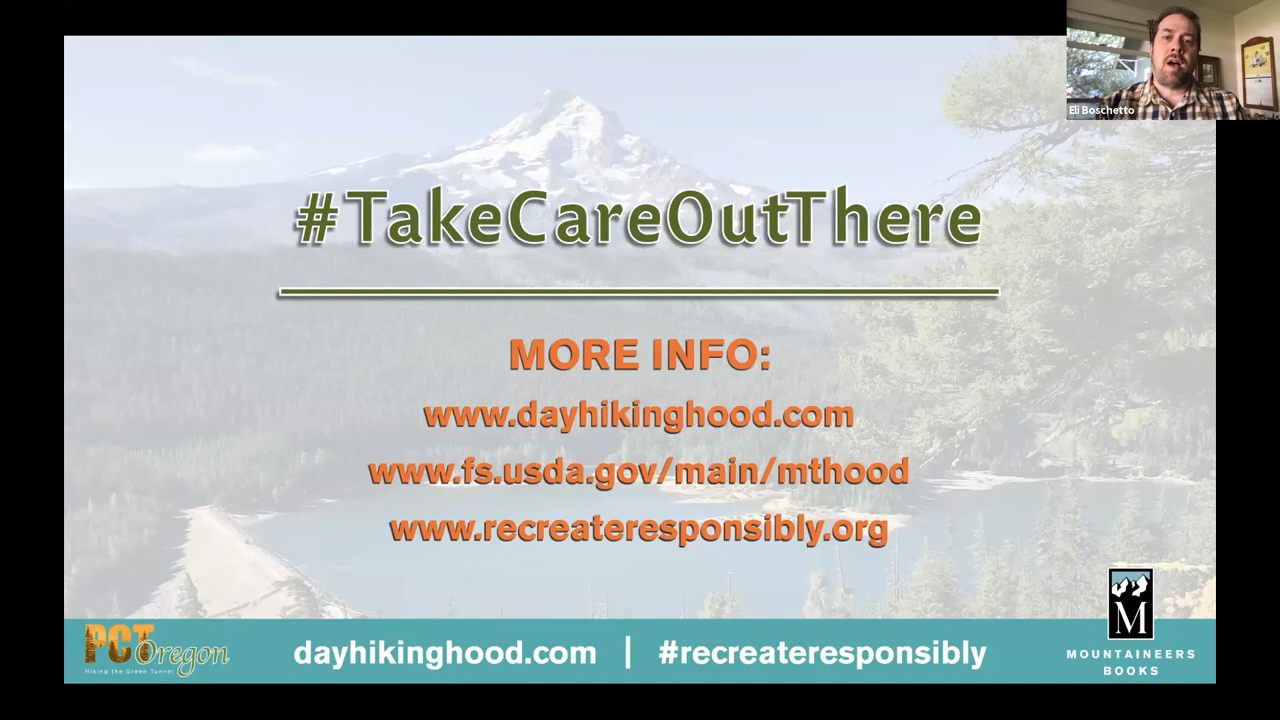 Eli Boschetto
#TakeCareOutThere
MORE INFO:
www.dayhikinghood.com
www.fs.usda.gov/main/mthood
www.recreateresponsibly.org
PCT Oregon
Hiking the Green Tunnel
dayhikinghood.com | #recreateresponsibly
M
MOUNTAINEERS
BOOKS